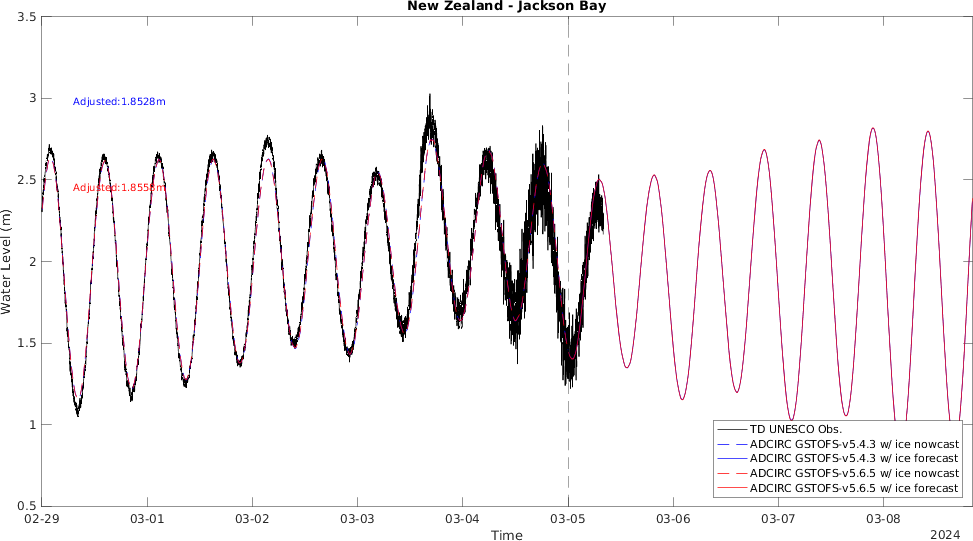 New Zealand - Jackson Bay
3.5
3
2.5
2
1.5
1
0.5
Water Level (m)
Adjusted:1.8528m
Adjusted:1.8558m
TD UNESCO Obs.
ADCIRC GSTOFS-v5.4.3 w/ ice nowcast
ADCIRC GSTOFS-v5.4.3 w/ ice forecast
ADCIRC GSTOFS-v5.6.5 w/ ice nowcast
ADCIRC GSTOFS-v5.6.5 w/ ice forecast
02-29 03-01 03-02 03-03 03-04 03-05 03-06 03-07 03-08
Time
2024